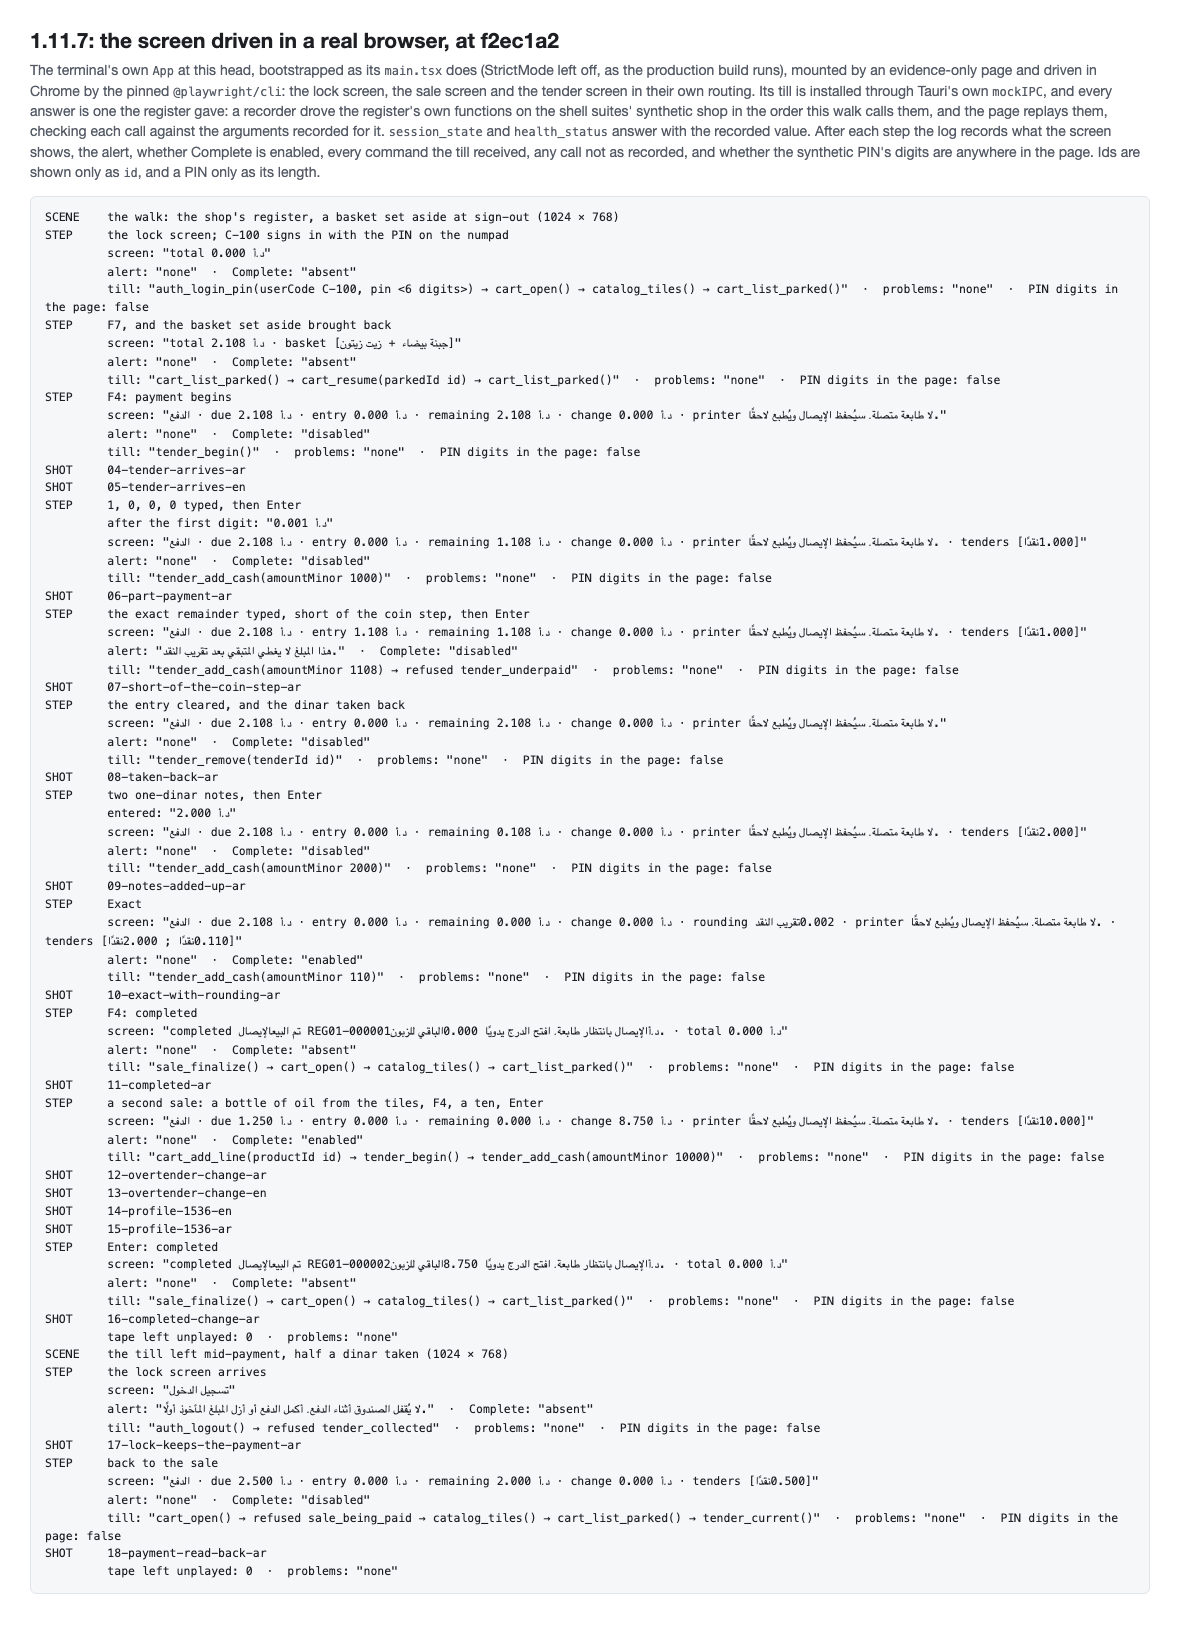 1.11.7: the screen driven in a real browser, at f2ec1a2
The terminal's own App at this head, bootstrapped as its main.tsx does (StrictMode left off, as the production build runs), mounted by an evidence-only page and driven in
Chrome by the pinned @playwright/cli: the lock screen, the sale screen and the tender screen in their own routing. Its till is installed through Tauri's own mockIPC, and every
answer is one the register gave: a recorder drove the register's own functions on the shell suites' synthetic shop in the order this walk calls them, and the page replays them,
checking each call against the arguments recorded for it. session_state and health_status answer with the recorded value. After each step the log records what the screen
shows, the alert, whether Complete is enabled, every command the till received, any call not as recorded, and whether the synthetic PIN's digits are anywhere in the page. Ids are
shown only as id, and a PIN only as its length.
SCENE the walk: the shop's register, a basket set aside at sign-out (1024 × 768)
STEP the lock screen; C-100 signs in with the PIN on the numpad
screen: "total 0.000 د.أ"
alert: "none" · Complete: "absent"
till: "auth_login_pin(userCode C-100, pin <6 digits>) → cart_open() → catalog_tiles() → cart_list_parked()" · problems: "none" · PIN digits in
the page: false
STEP F7, and the basket set aside brought back
screen: "total 2.108 د.أ · basket [جبنة بيضاء + زيت زيتون]"
alert: "none" · Complete: "absent"
till: "cart_list_parked() → cart_resume(parkedId id) → cart_list_parked()" · problems: "none" · PIN digits in the page: false
STEP F4: payment begins
screen: "الدفع · due 2.108 د.أ · entry 0.000 د.أ · remaining 2.108 د.أ · change 0.000 د.أ · printer لا طابعة متصلة. سيُحفظ الإيصال ويُطبع لاحقًا."
alert: "none" · Complete: "disabled"
till: "tender_begin()" · problems: "none" · PIN digits in the page: false
SHOT 04-tender-arrives-ar
SHOT 05-tender-arrives-en
STEP 1, 0, 0, 0 typed, then Enter
after the first digit: "0.001 د.أ"
screen: "الدفع · due 2.108 د.أ · entry 0.000 د.أ · remaining 1.108 د.أ · change 0.000 د.أ · printer لا طابعة متصلة. سيُحفظ الإيصال ويُطبع لاحقًا. · tenders [نقدًا1.000]"
alert: "none" · Complete: "disabled"
till: "tender_add_cash(amountMinor 1000)" · problems: "none" · PIN digits in the page: false
SHOT 06-part-payment-ar
STEP the exact remainder typed, short of the coin step, then Enter
screen: "الدفع · due 2.108 د.أ · entry 1.108 د.أ · remaining 1.108 د.أ · change 0.000 د.أ · printer لا طابعة متصلة. سيُحفظ الإيصال ويُطبع لاحقًا. · tenders [نقدًا1.000]"
alert: "هذا المبلغ لا يغطي المتبقي بعد تقريب النقد." · Complete: "disabled"
till: "tender_add_cash(amountMinor 1108) → refused tender_underpaid" · problems: "none" · PIN digits in the page: false
SHOT 07-short-of-the-coin-step-ar
STEP the entry cleared, and the dinar taken back
screen: "الدفع · due 2.108 د.أ · entry 0.000 د.أ · remaining 2.108 د.أ · change 0.000 د.أ · printer لا طابعة متصلة. سيُحفظ الإيصال ويُطبع لاحقًا."
alert: "none" · Complete: "disabled"
till: "tender_remove(tenderId id)" · problems: "none" · PIN digits in the page: false
SHOT 08-taken-back-ar
STEP two one-dinar notes, then Enter
entered: "2.000 د.أ"
screen: "الدفع · due 2.108 د.أ · entry 0.000 د.أ · remaining 0.108 د.أ · change 0.000 د.أ · printer لا طابعة متصلة. سيُحفظ الإيصال ويُطبع لاحقًا. · tenders [نقدًا2.000]"
alert: "none" · Complete: "disabled"
till: "tender_add_cash(amountMinor 2000)" · problems: "none" · PIN digits in the page: false
SHOT 09-notes-added-up-ar
STEP Exact
screen: "الدفع · due 2.108 د.أ · entry 0.000 د.أ · remaining 0.000 د.أ · change 0.000 د.أ · rounding تقريب النقد0.002 · printer لا طابعة متصلة. سيُحفظ الإيصال ويُطبع لاحقًا. ·
tenders [نقدًا2.000 ; نقدًا0.110]"
alert: "none" · Complete: "enabled"
till: "tender_add_cash(amountMinor 110)" · problems: "none" · PIN digits in the page: false
SHOT 10-exact-with-rounding-ar
STEP F4: completed
screen: "completed تم البيعالإيصال REG01-000001الباقي للزبون0.000 د.أالإيصال بانتظار طابعة. افتح الدرج يدويًا. · total 0.000 د.أ"
alert: "none" · Complete: "absent"
till: "sale_finalize() → cart_open() → catalog_tiles() → cart_list_parked()" · problems: "none" · PIN digits in the page: false
SHOT 11-completed-ar
STEP a second sale: a bottle of oil from the tiles, F4, a ten, Enter
screen: "الدفع · due 1.250 د.أ · entry 0.000 د.أ · remaining 0.000 د.أ · change 8.750 د.أ · printer لا طابعة متصلة. سيُحفظ الإيصال ويُطبع لاحقًا. · tenders [نقدًا10.000]"
alert: "none" · Complete: "enabled"
till: "cart_add_line(productId id) → tender_begin() → tender_add_cash(amountMinor 10000)" · problems: "none" · PIN digits in the page: false
SHOT 12-overtender-change-ar
SHOT 13-overtender-change-en
SHOT 14-profile-1536-en
SHOT 15-profile-1536-ar
STEP Enter: completed
screen: "completed تم البيعالإيصال REG01-000002الباقي للزبون8.750 د.أالإيصال بانتظار طابعة. افتح الدرج يدويًا. · total 0.000 د.أ"
alert: "none" · Complete: "absent"
till: "sale_finalize() → cart_open() → catalog_tiles() → cart_list_parked()" · problems: "none" · PIN digits in the page: false
SHOT 16-completed-change-ar
tape left unplayed: 0 · problems: "none"
SCENE the till left mid-payment, half a dinar taken (1024 × 768)
STEP the lock screen arrives
screen: "تسجيل الدخول"
alert: "لا يُقفل الصندوق أثناء الدفع. أكمل الدفع أو أزل المبلغ المأخوذ أولًا." · Complete: "absent"
till: "auth_logout() → refused tender_collected" · problems: "none" · PIN digits in the page: false
SHOT 17-lock-keeps-the-payment-ar
STEP back to the sale
screen: "الدفع · due 2.500 د.أ · entry 0.000 د.أ · remaining 2.000 د.أ · change 0.000 د.أ · tenders [نقدًا0.500]"
alert: "none" · Complete: "disabled"
till: "cart_open() → refused sale_being_paid → catalog_tiles() → cart_list_parked() → tender_current()" · problems: "none" · PIN digits in the
page: false
SHOT 18-payment-read-back-ar
tape left unplayed: 0 · problems: "none"